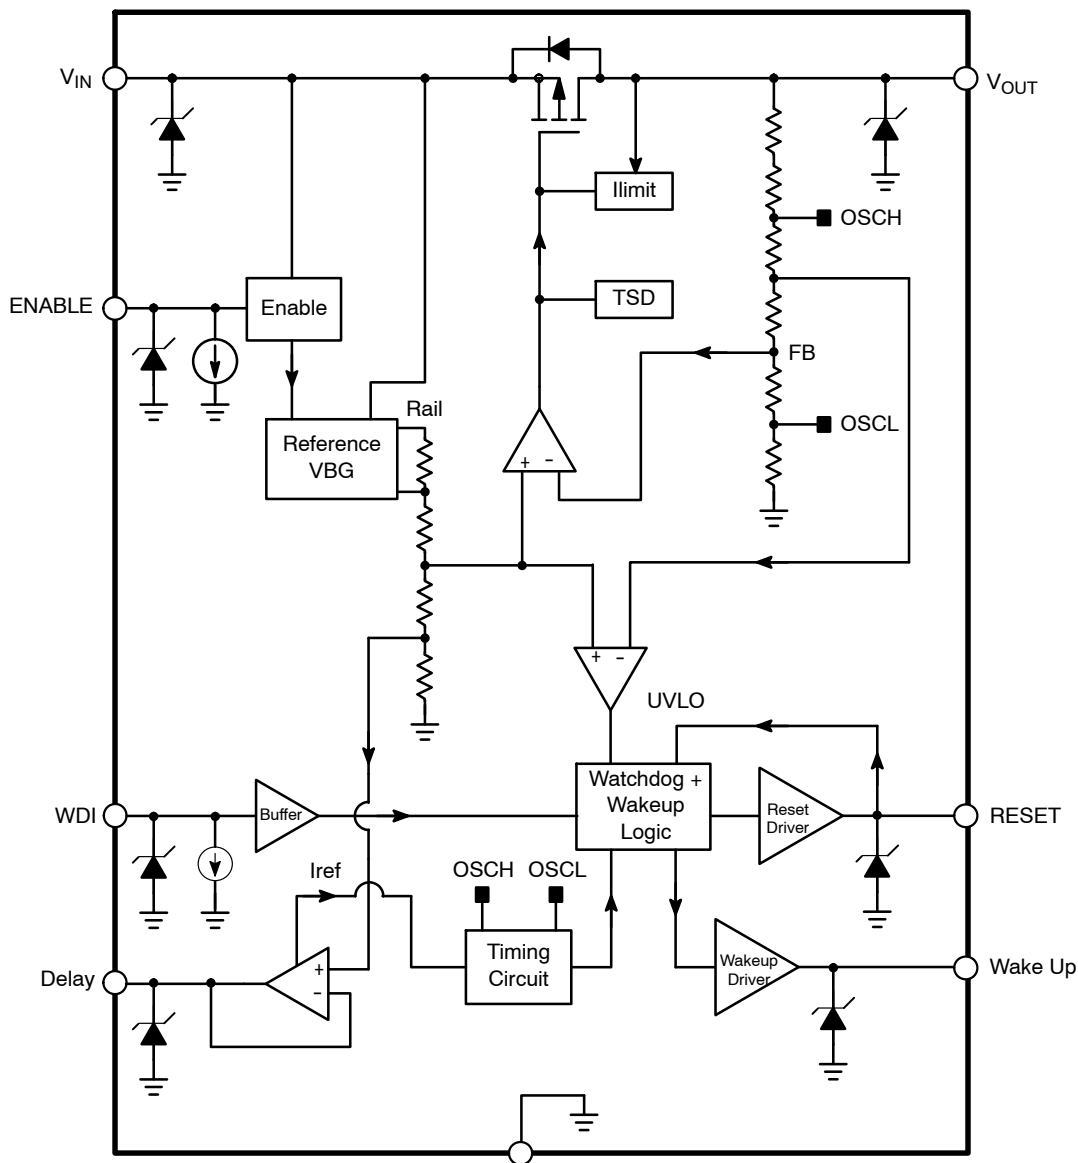 VIN
VOUT
Ilimit
OSCH
ENABLE
Enable
TSD
FB
Rail
Reference
VBG
+ −
OSCL
+ −
UVLO
WDI
Buffer
Watchdog +
Wakeup
Logic
Reset
Driver
RESET
Iref
OSCH OSCL
Delay
+
−
Timing
Circuit
Wakeup
Driver
Wake Up